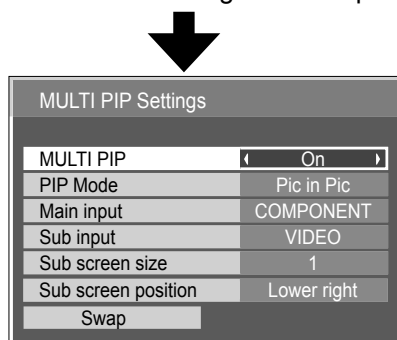 MULTI PIP Settings
MULTI PIP On
PIP Mode Pic in Pic
Main input COMPONENT
Sub input VIDEO
Sub screen size 1
Sub screen position Lower right
Swap